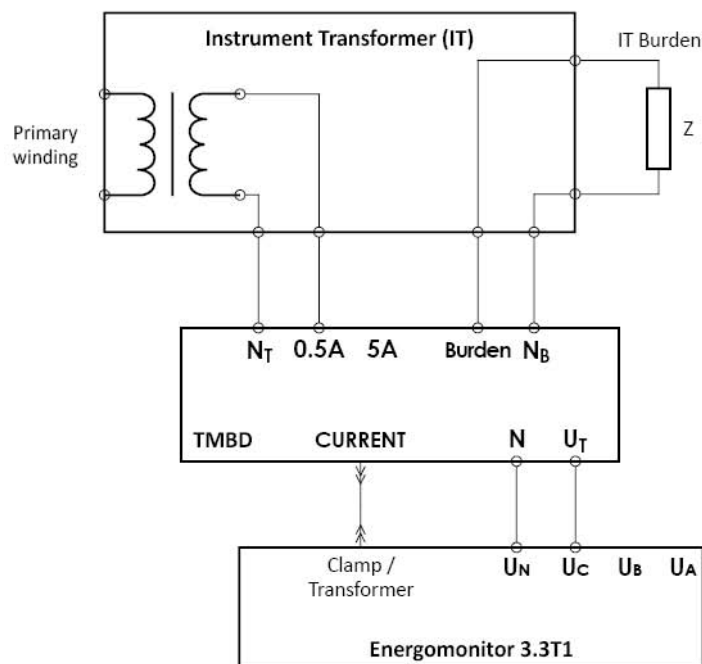 Instrument Transformer (IT)
IT Burden
Primary
winding
Z
NT 0.5A 5A Burden NB
TMBD CURRENT N UT
Clamp /
Transformer
UN UC UB UA
Energomonitor 3.3T1